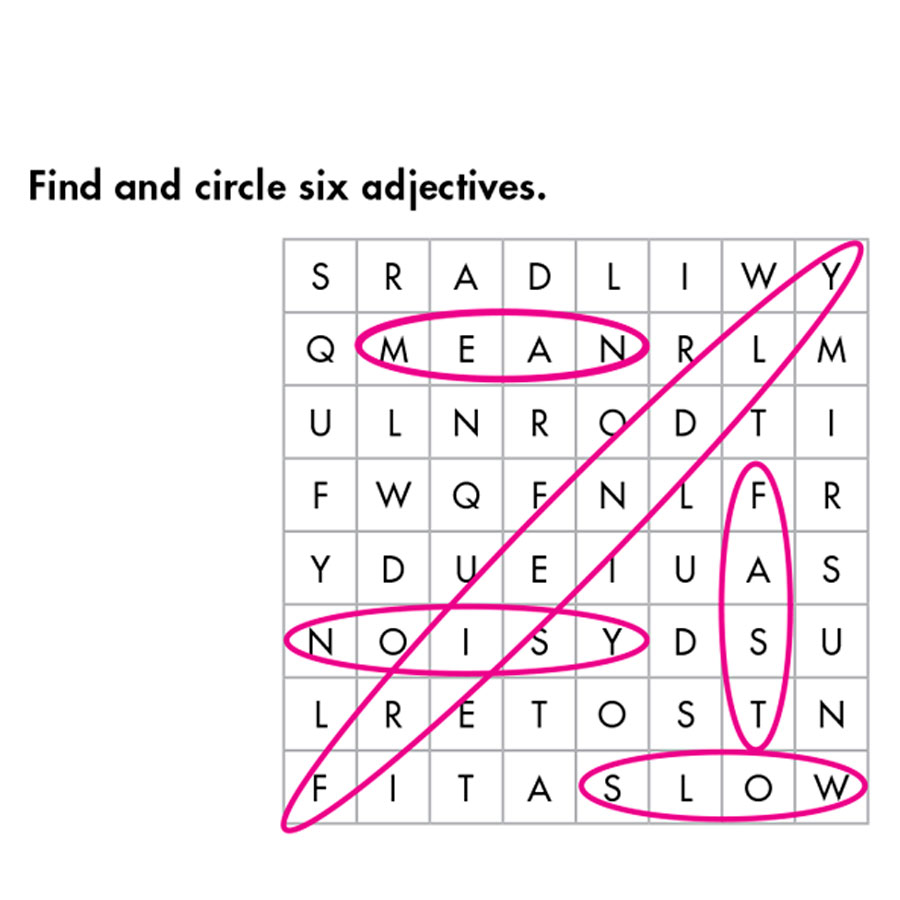 Find and circle six adjectives.
S R A D L I W Y
Q M E A N R L M
U L N R O D T I
F W Q F N L F R
Y D U E I U A S
N O I S Y D S U
L R E T O S T N
F I T A S L O W